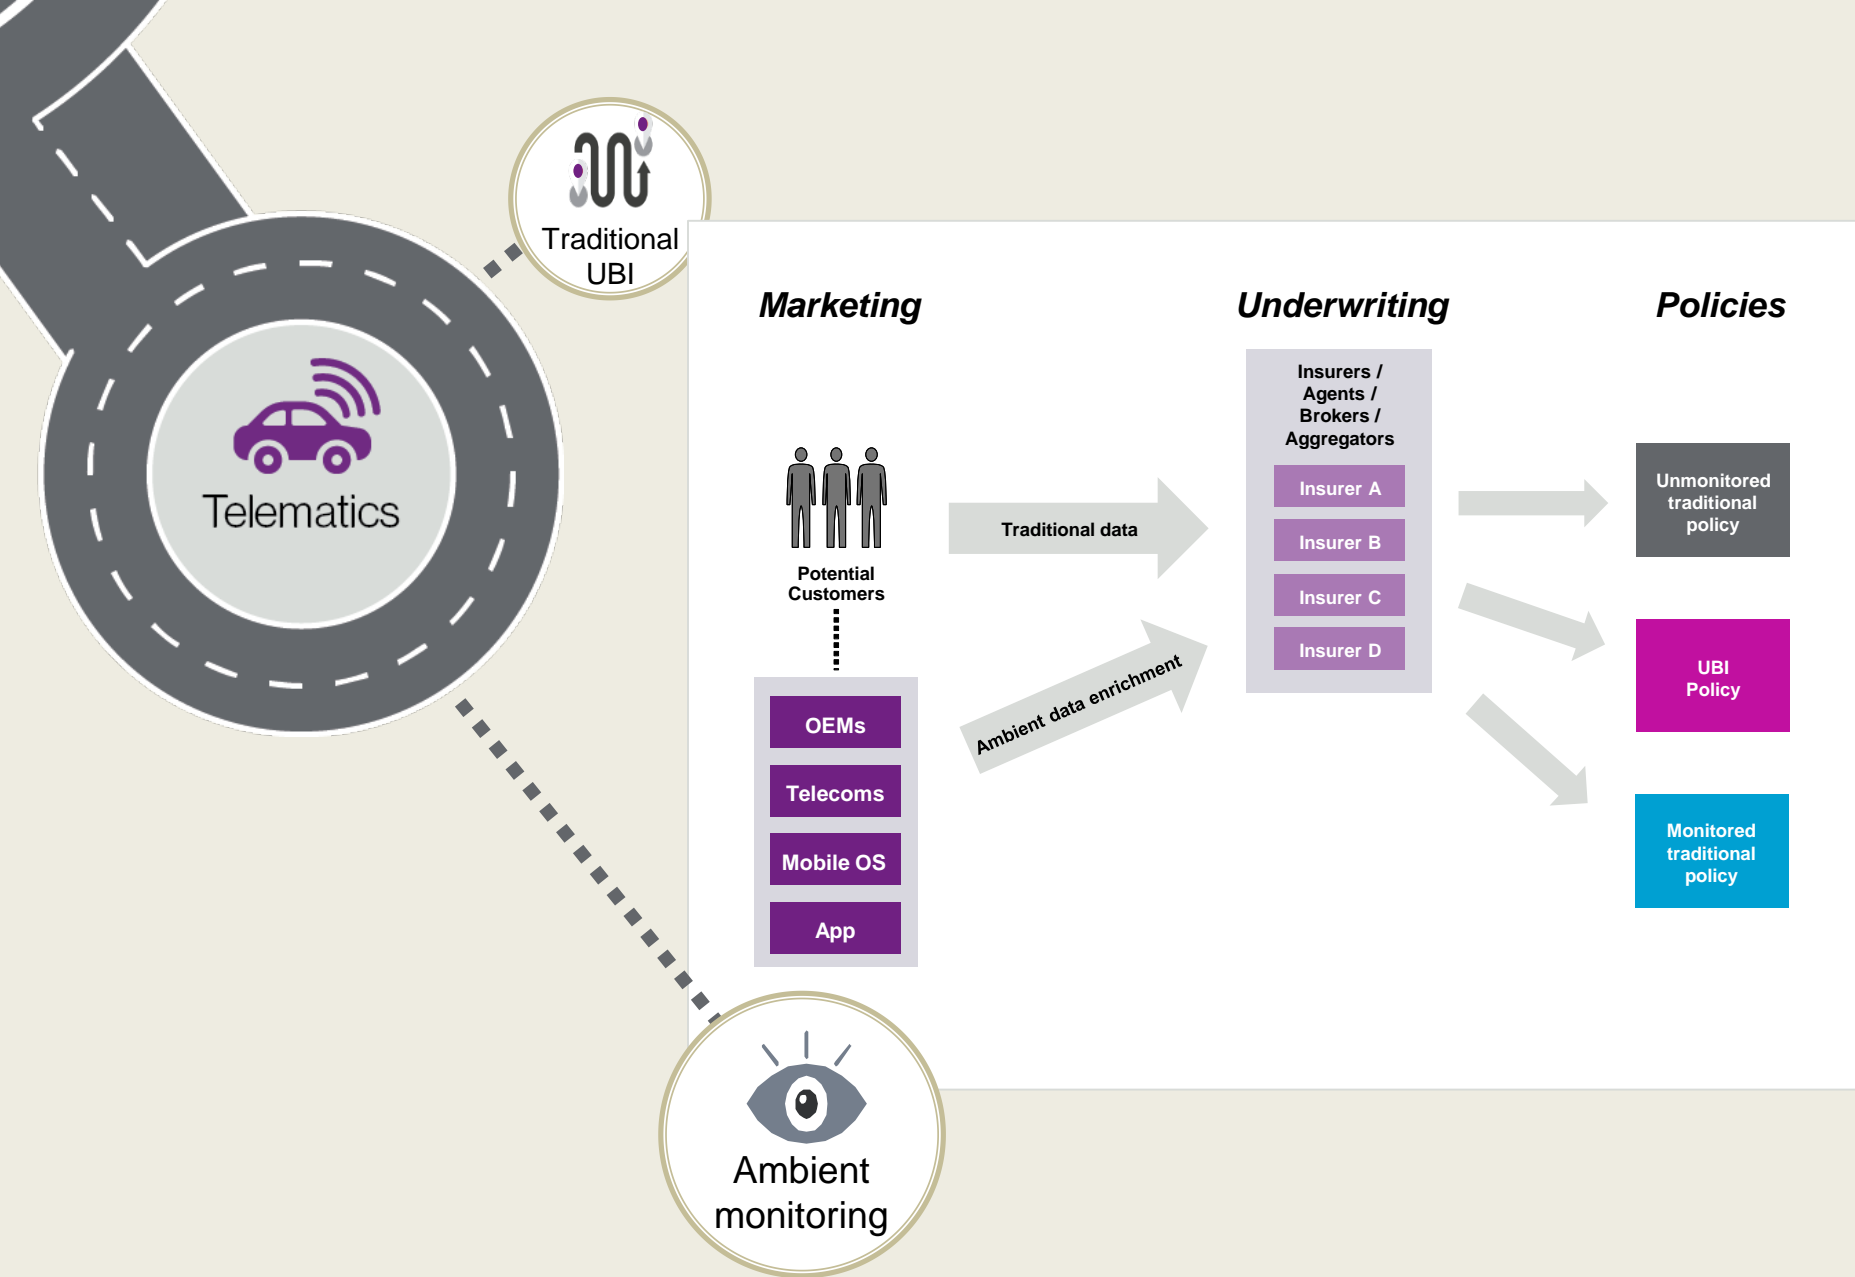 Traditional
UBI
Telematics
Marketing
Underwriting
Policies
Insurers /
Agents /
Brokers /
Aggregators
Insurer A
Insurer B
Insurer C
Insurer D
Potential
Customers
Traditional data
Ambient data enrichment
OEMs
Telecoms
Mobile OS
App
Unmonitored
traditional
policy
UBI
Policy
Monitored
traditional
policy
Ambient
monitoring